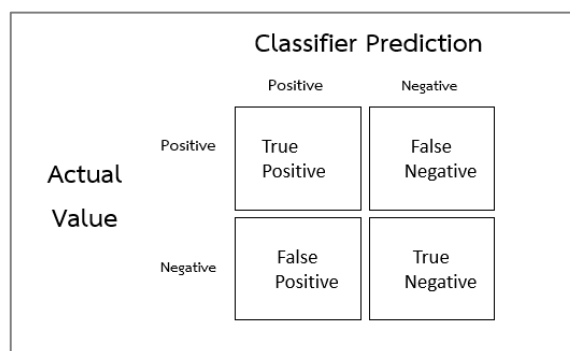 Classifier Prediction
Positive Negative
Positive
True
Positive
False
Negative
Actual
Value
Negative
False
Positive
True
Negative